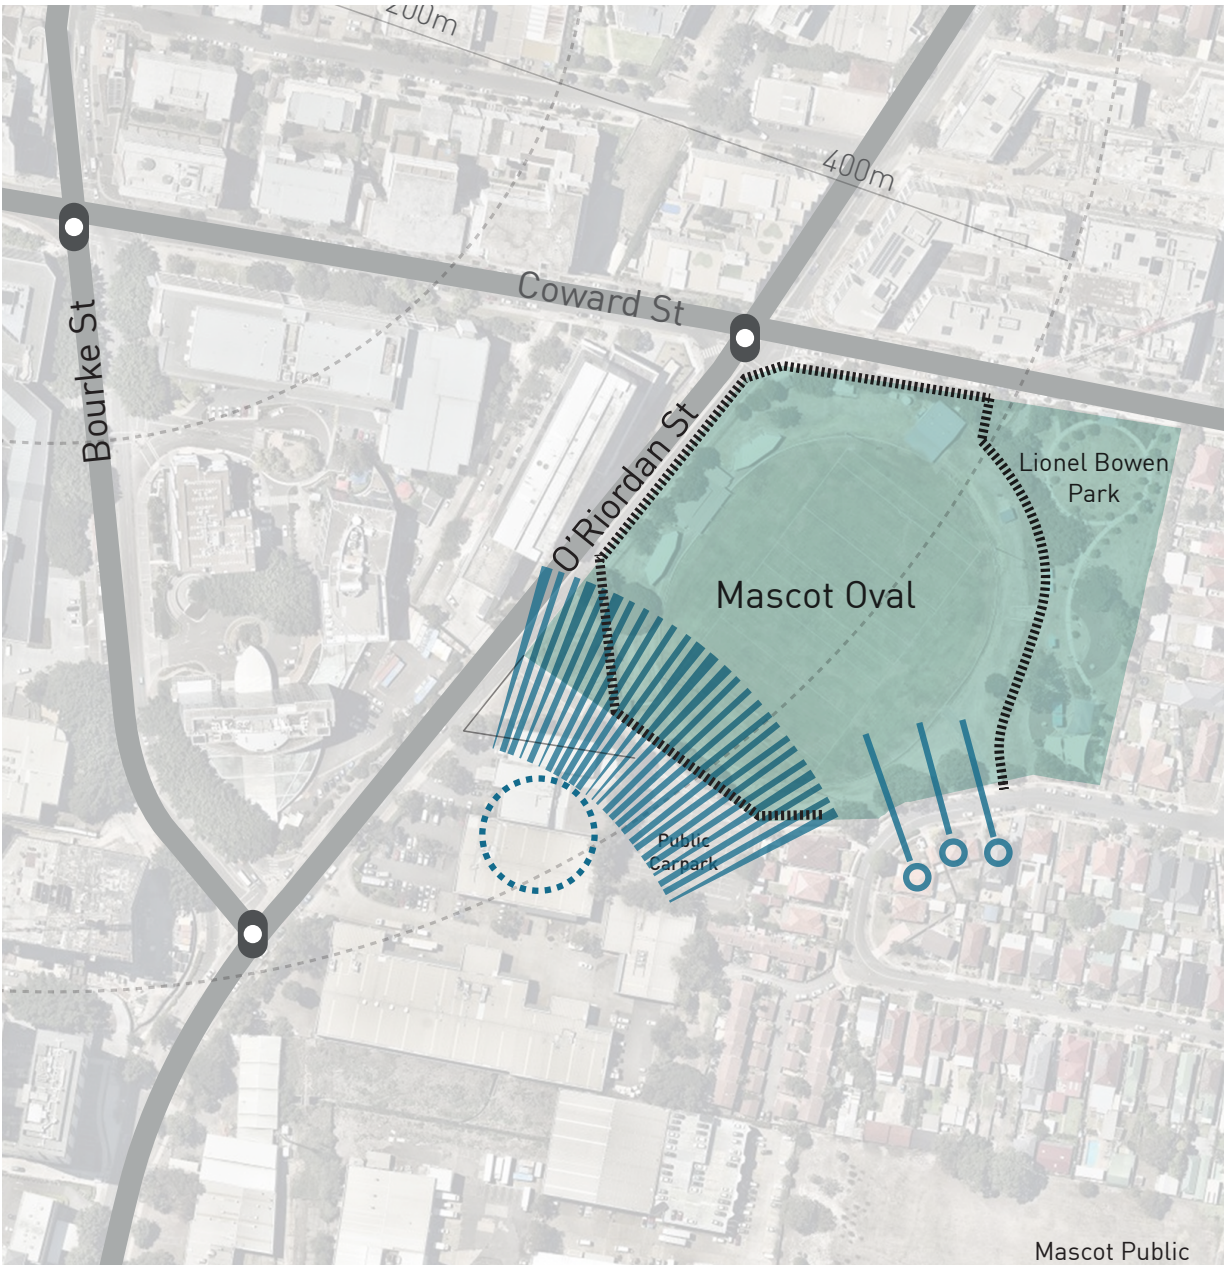 200m
400m
Coward St
Bourke St
O'Riordan St
Lionel Bowen
Park
Mascot Oval
Public
Carpark
Mascot Public